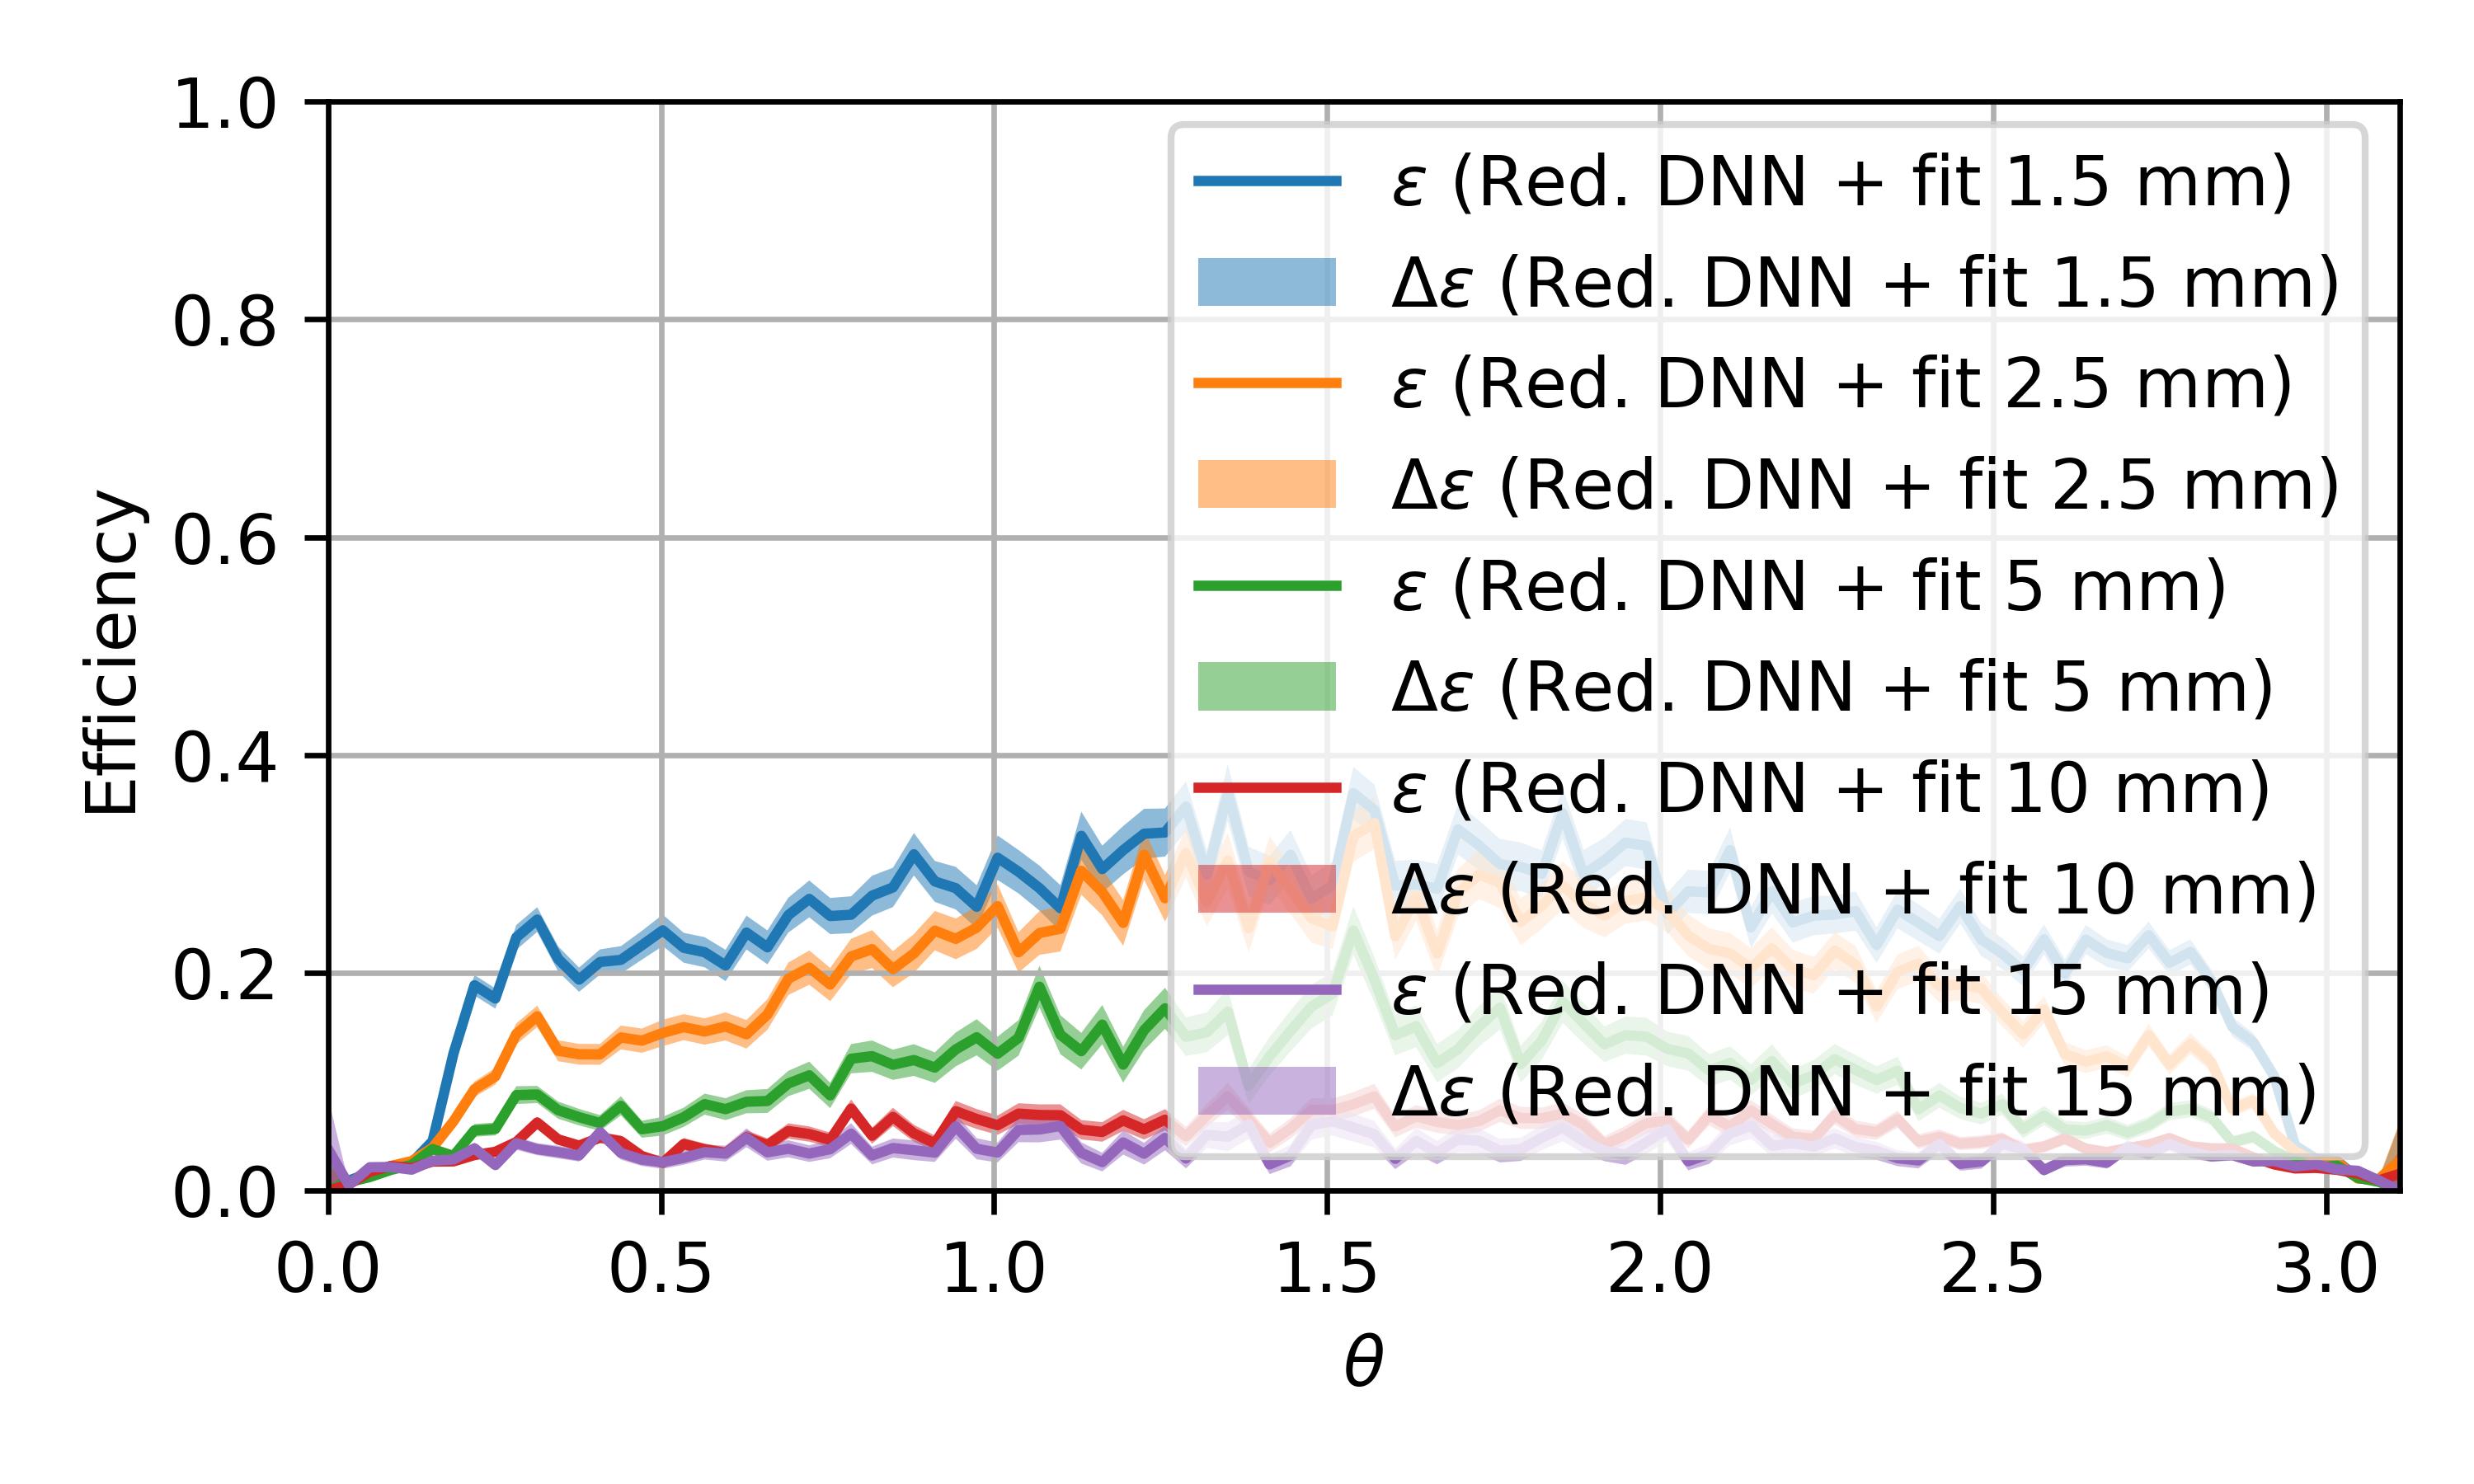 1.0
0.8
0.6
0.4
0.2
0.0
Efficiency
ε (Red. DNN + fit 1.5 mm)
Δε (Red. DNN + fit 1.5 mm)
ε (Red. DNN + fit 2.5 mm)
Δε (Red. DNN + fit 2.5 mm)
ε (Red. DNN + fit 5 mm)
Δε (Red. DNN + fit 5 mm)
ε (Red. DNN + fit 10 mm)
Δε (Red. DNN + fit 10 mm)
ε (Red. DNN + fit 15 mm)
Δε (Red. DNN + fit 15 mm)
0.0 0.5 1.0 1.5 2.0 2.5 3.0
θ